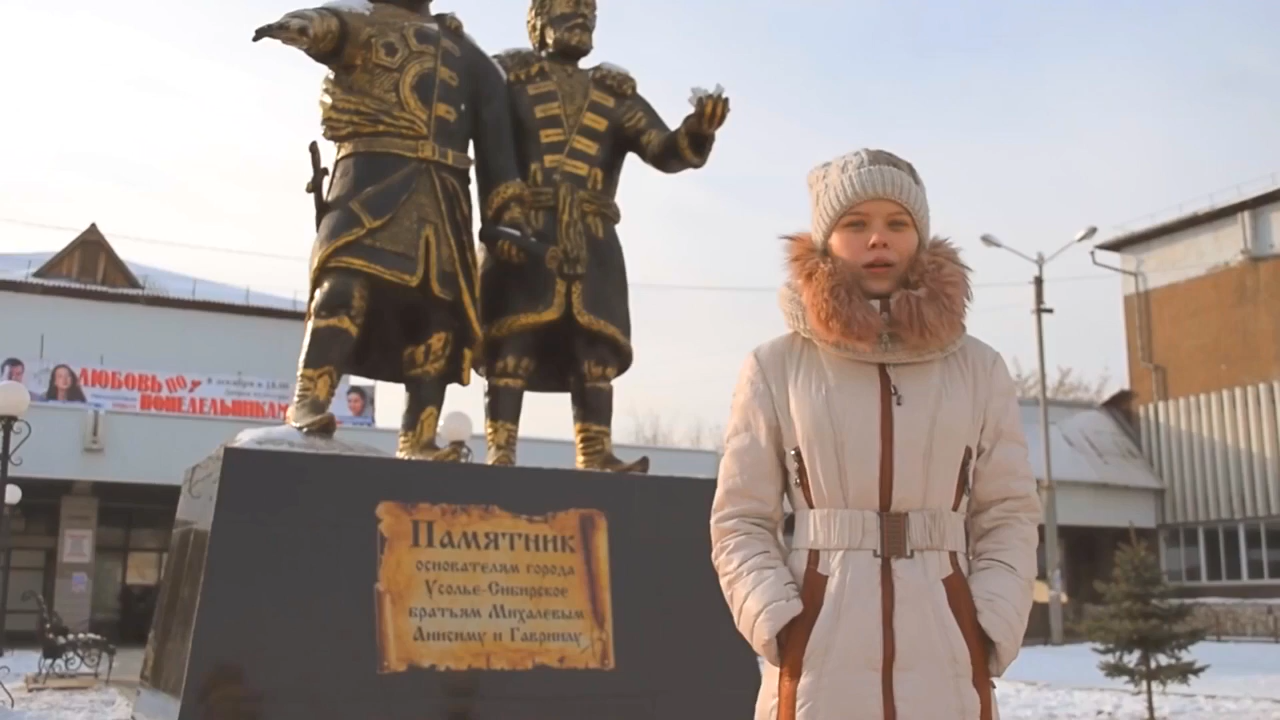 ЛЮБОВЬ ПО
ПОНЕДЕЛЬНИКАМ
Памятник
основателям города
Усолье-Сибирское
братьям Михалевым
Анисиму и Гавриилу